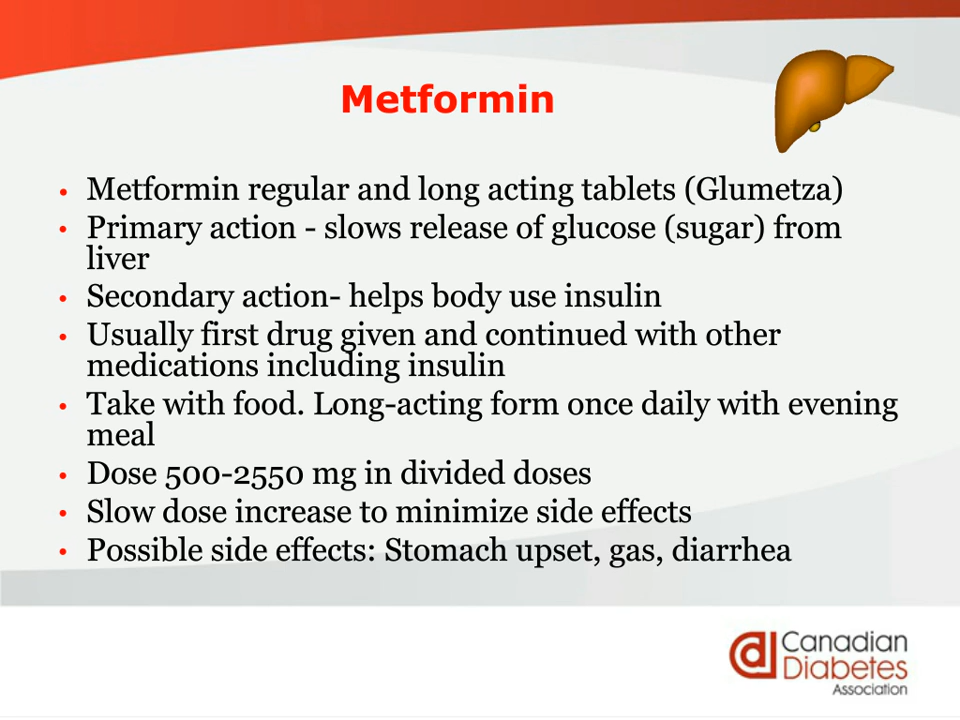 Metformin
• Metformin regular and long acting tablets (Glumetza)
• Primary action - slows release of glucose (sugar) from
liver
• Secondary action- helps body use insulin
• Usually first drug given and continued with other
medications including insulin
• Take with food. Long-acting form once daily with evening
meal
• Dose 500-2550 mg in divided doses
• Slow dose increase to minimize side effects
• Possible side effects: Stomach upset, gas, diarrhea
Canadian
Diabetes
Association